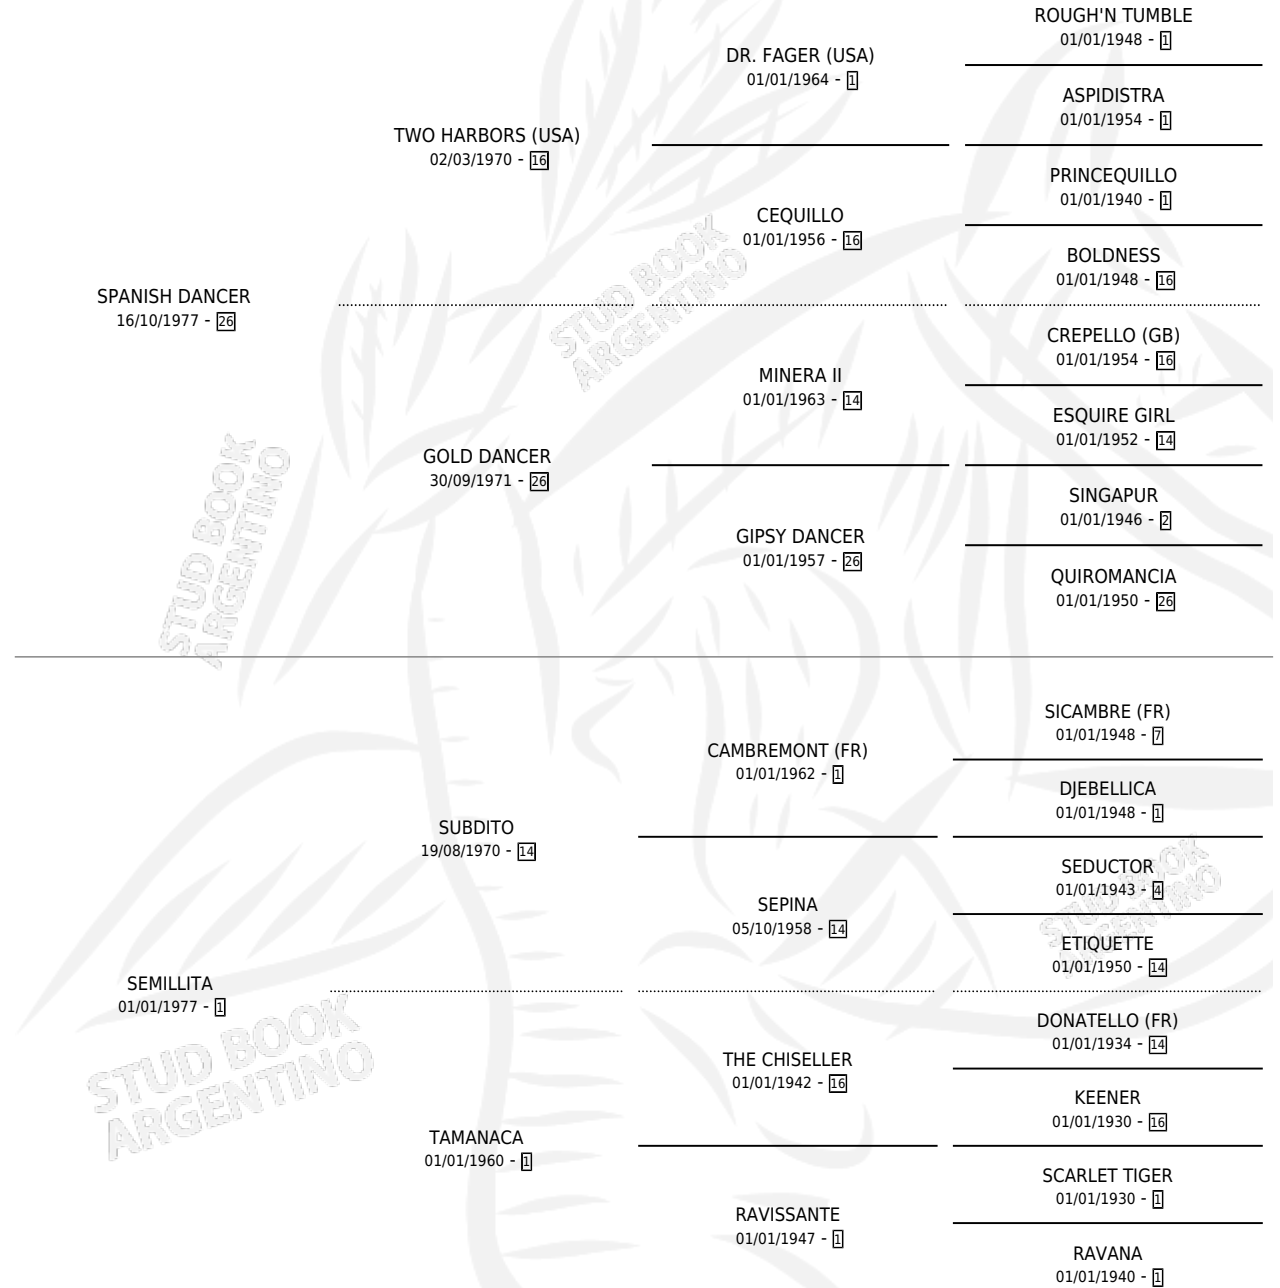 ROUGH'N TUMBLE
01/01/1948 - 1
DR. FAGER (USA)
01/01/1964 - 1
ASPIDISTRA
01/01/1954 - 1
TWO HARBORS (USA)
02/03/1970 - 16
PRINCEQUILLO
01/01/1940 - 1
CEQUILLO
01/01/1956 - 16
BOLDNESS
01/01/1948 - 16
SPANISH DANCER
16/10/1977 - 26
CREPELLO (GB)
01/01/1954 - 16
MINERA II
01/01/1963 - 14
ESQUIRE GIRL
01/01/1952 - 14
GOLD DANCER
30/09/1971 - 26
SINGAPUR
01/01/1946 - 2
GIPSY DANCER
01/01/1957 - 26
QUIROMANCIA
01/01/1950 - 26
SICAMBRE (FR)
01/01/1948 - 7
CAMBREMONT (FR)
01/01/1962 - 1
DJEBELLICA
01/01/1948 - 1
SUBDITO
19/08/1970 - 14
SEDUCTOR
01/01/1943 - 4
SEPINA
05/10/1958 - 14
ETIQUETTE
01/01/1950 - 14
SEMILLITA
01/01/1977 - 1
DONATELLO (FR)
01/01/1934 - 14
THE CHISELLER
01/01/1942 - 16
KEENER
01/01/1930 - 16
TAMANACA
01/01/1960 - 1
SCARLET TIGER
01/01/1930 - 1
RAVISSANTE
01/01/1947 - 1
RAVANA
01/01/1940 - 1
STUD BOOK
ARGENTINO
STUD BOOK
ARGENTINO
STUD BOOK
ARGENTINO
STUD BOOK
ARGENTINO